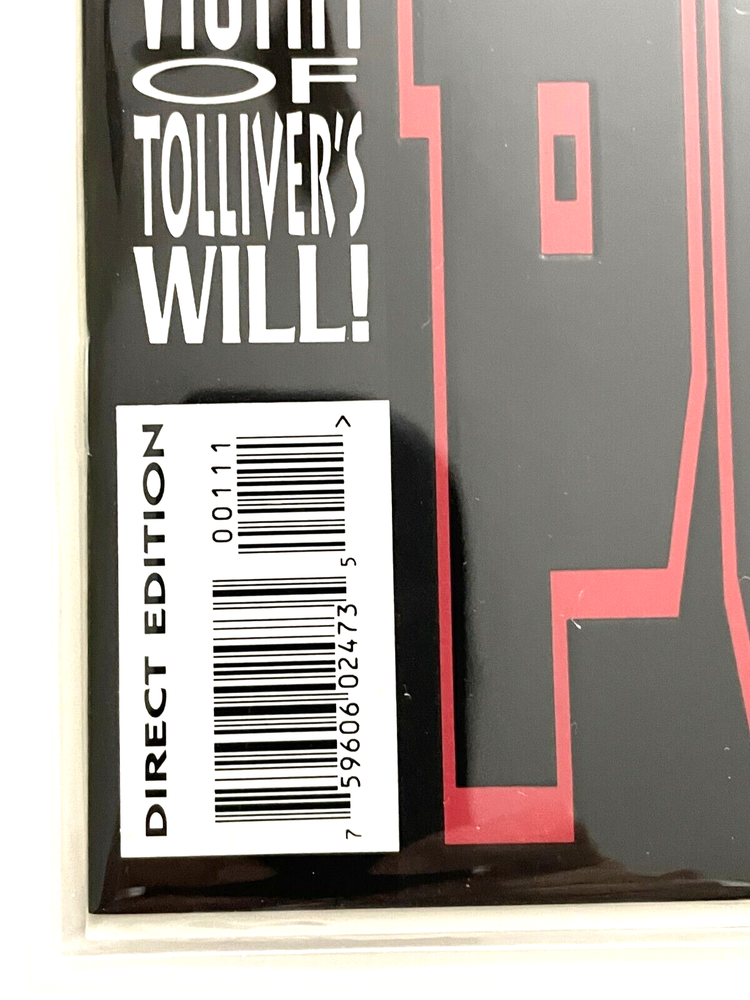 OF
TOLLIVER'S
WILL!
DIRECT EDITION
00111 >
7 59606 02473 5